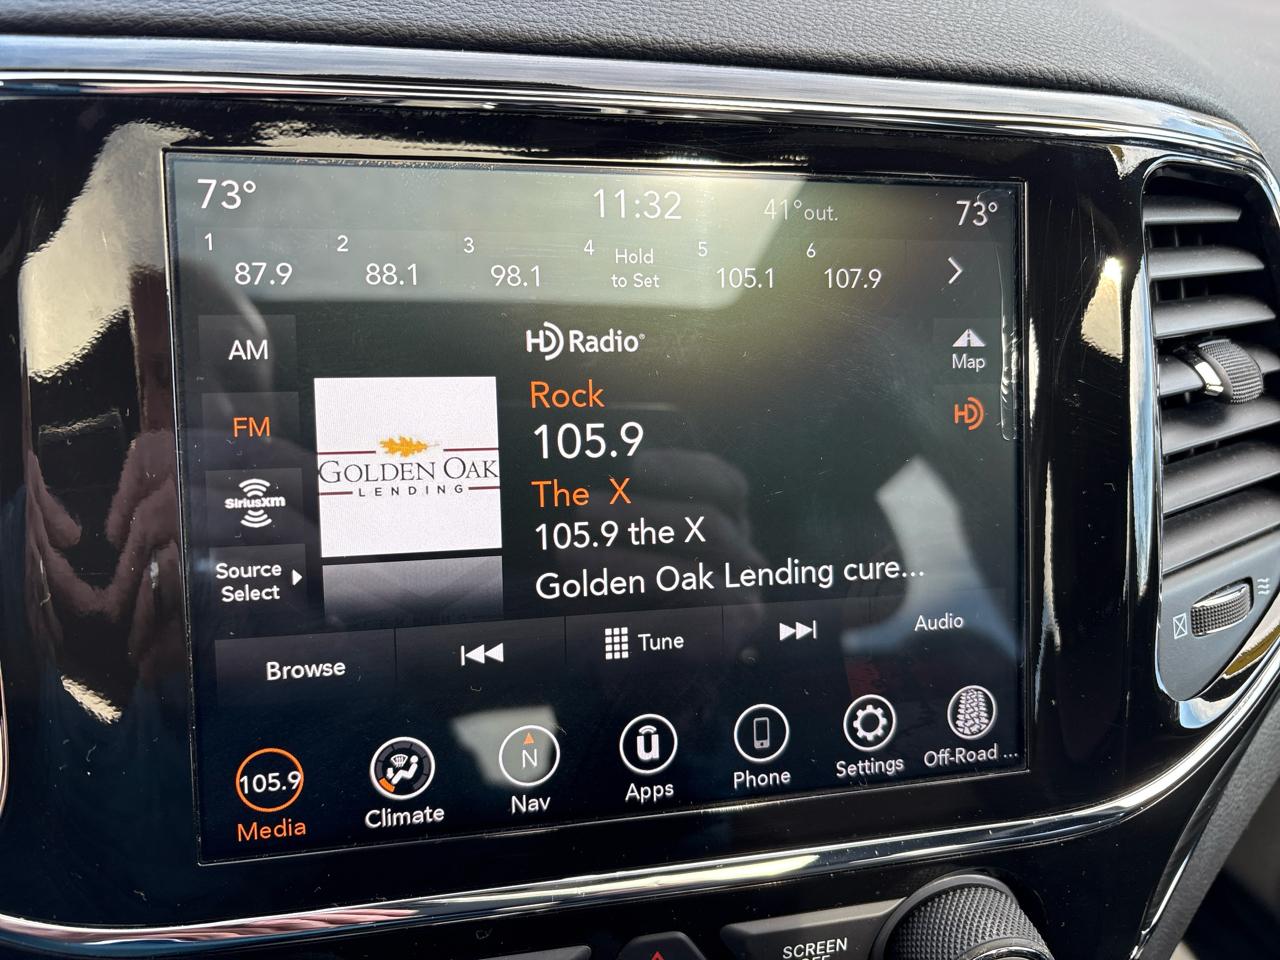 73°
11:32
41°out.
73°
1
87.9
2
88.1
3
98.1
4
Hold
to Set
5
105.1
6
107.9
AM
HD Radio®
Map
FM
Rock
HD
105.9
GOLDEN OAK
LENDING
SiriusXM
The X
105.9 the X
Source
Select
Golden Oak Lending cure...
Browse
Tune
Audio
105.9
Media
Climate
N
Nav
u
Apps
Phone
Settings
Off-Road ...
SCREEN
OFF